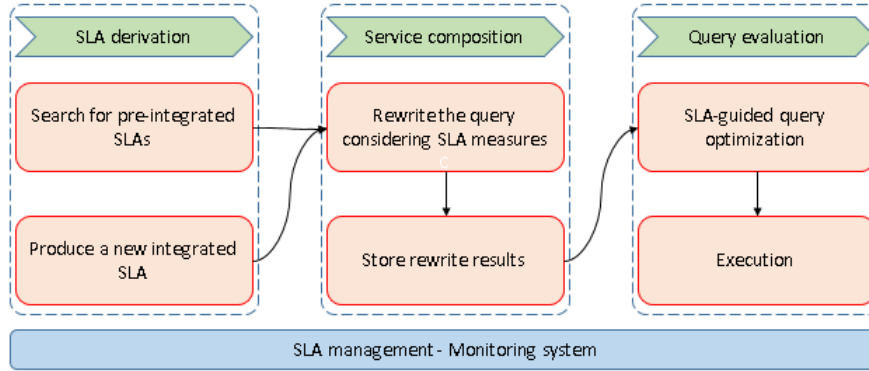 SLA derivation
Service composition
Query evaluation
Search for pre-integrated
SLAs
Rewrite the query
considering SLA measures
c
SLA-guided query
optimization
Produce a new integrated
SLA
Store rewrite results
Execution
SLA management - Monitoring system